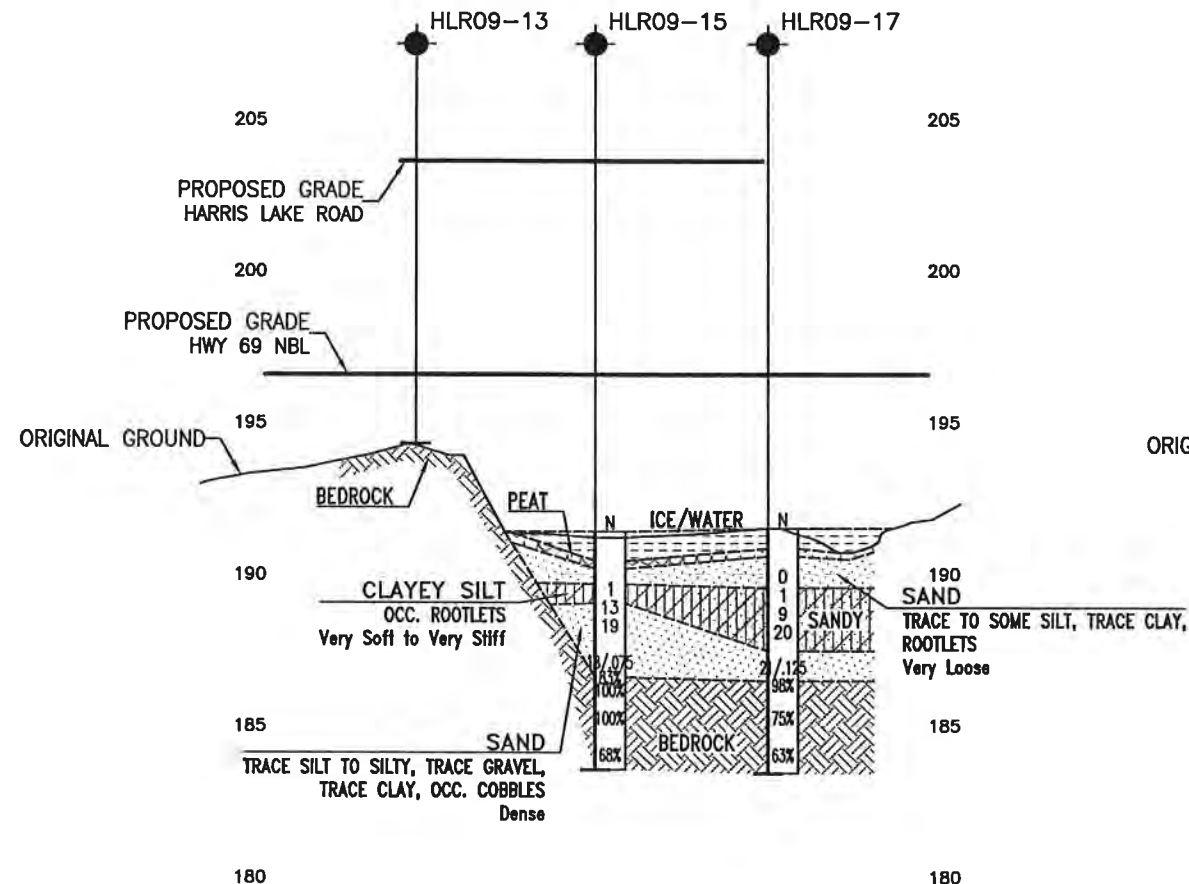 HLR09-13
HLR09-15
HLR09-17
205
205
PROPOSED GRADE
HARRIS LAKE ROAD
200
200
PROPOSED GRADE
HWY 69 NBL
195
195
ORIGINAL GROUND
ORIG
BEDROCK
PEAT
N
ICE/WATER
N
190
190
CLAYEY SILT
OCC. ROOTLETS
Very Soft to Very Stiff
1
13
19
0
1
9
20
SANDY
SAND
TRACE TO SOME SILT, TRACE CLAY,
ROOTLETS
Very Loose
100%
100%
68%
21/.125
98%
75%
63%
BEDROCK
185
185
SAND
TRACE SILT TO SILTY, TRACE GRAVEL,
TRACE CLAY, OCC. COBBLES
Dense
180
180